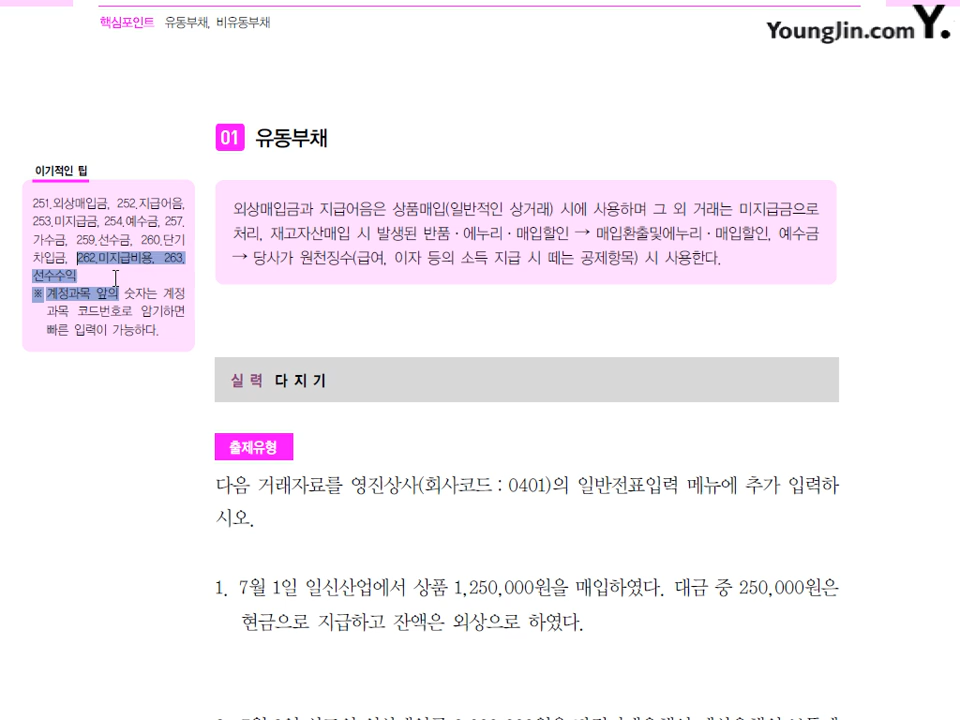 핵심포인트 유동부채, 비유동부채
YoungJin.com Y.
01 유동부채
이기적인 팁
251.외상매입금, 252.지급어음,
253.미지급금, 254.예수금, 257.
가수금, 259.선수금, 260.단기
차입금, 262.미지급비용, 263.
선수수익
※ 계정과목 앞의 숫자는 계정
과목 코드번호로 암기하면
빠른 입력이 가능하다.
외상매입금과 지급어음은 상품매입(일반적인 상거래) 시에 사용하며 그 외 거래는 미지급금으로
처리, 재고자산매입 시 발생된 반품·에누리·매입할인 → 매입환출및에누리·매입할인, 예수금
→ 당사가 원천징수(급여, 이자 등의 소득 지급 시 떼는 공제항목) 시 사용한다.
실력 다지기
출제유형
다음 거래자료를 영진상사(회사코드 : 0401)의 일반전표입력 메뉴에 추가 입력하
시오.
1. 7월 1일 일신산업에서 상품 1,250,000원을 매입하였다. 대금 중 250,000원은
현금으로 지급하고 잔액은 외상으로 하였다.